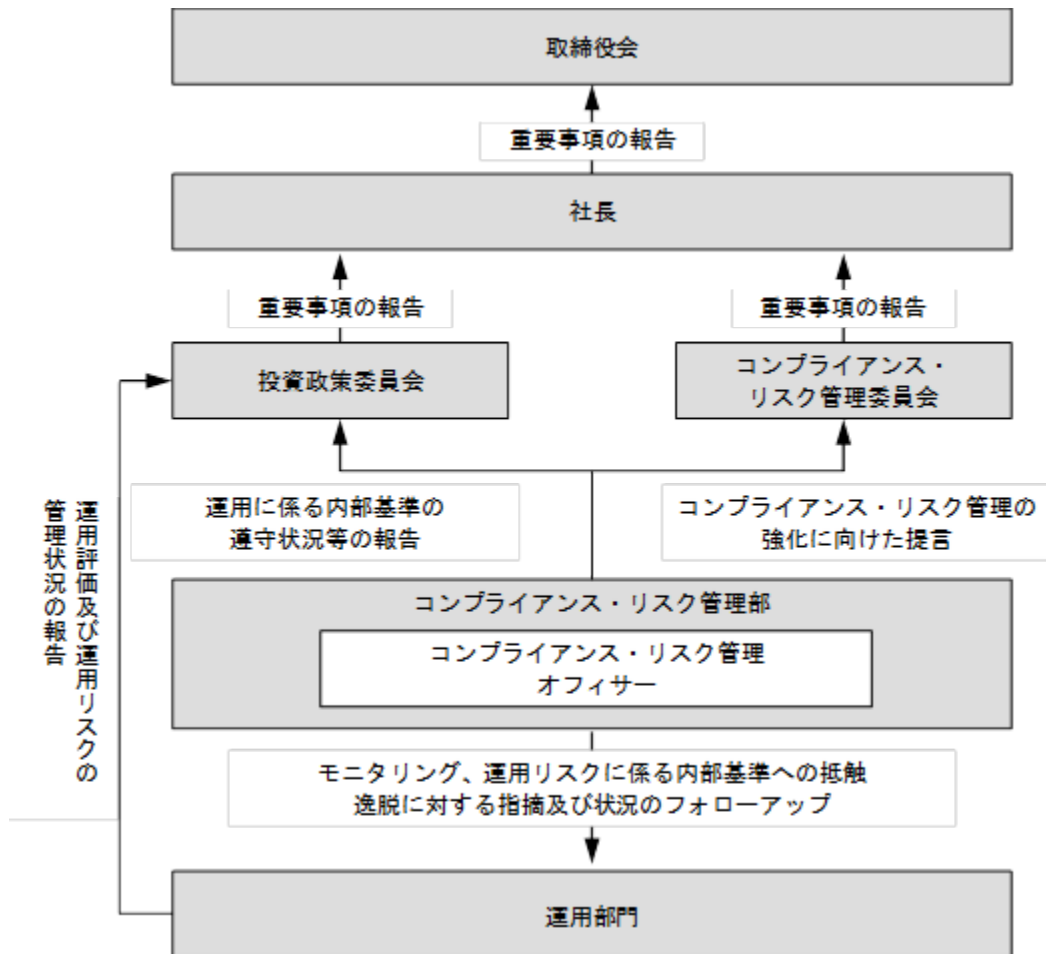 取締役会
重要事項の報告
社長
重要事項の報告
重要事項の報告
投資政策委員会
コンプライアンス・
リスク管理委員会
運用に係る内部基準の
遵守状況等の報告
コンプライアンス・リスク管理の
強化に向けた提言
運用評価及び運用リスクの
管理状況の報告
コンプライアンス・リスク管理部
コンプライアンス・リスク管理
オフィサー
モニタリング、運用リスクに係る内部基準への抵触
逸脱に対する指摘及び状況のフォローアップ
運用部門